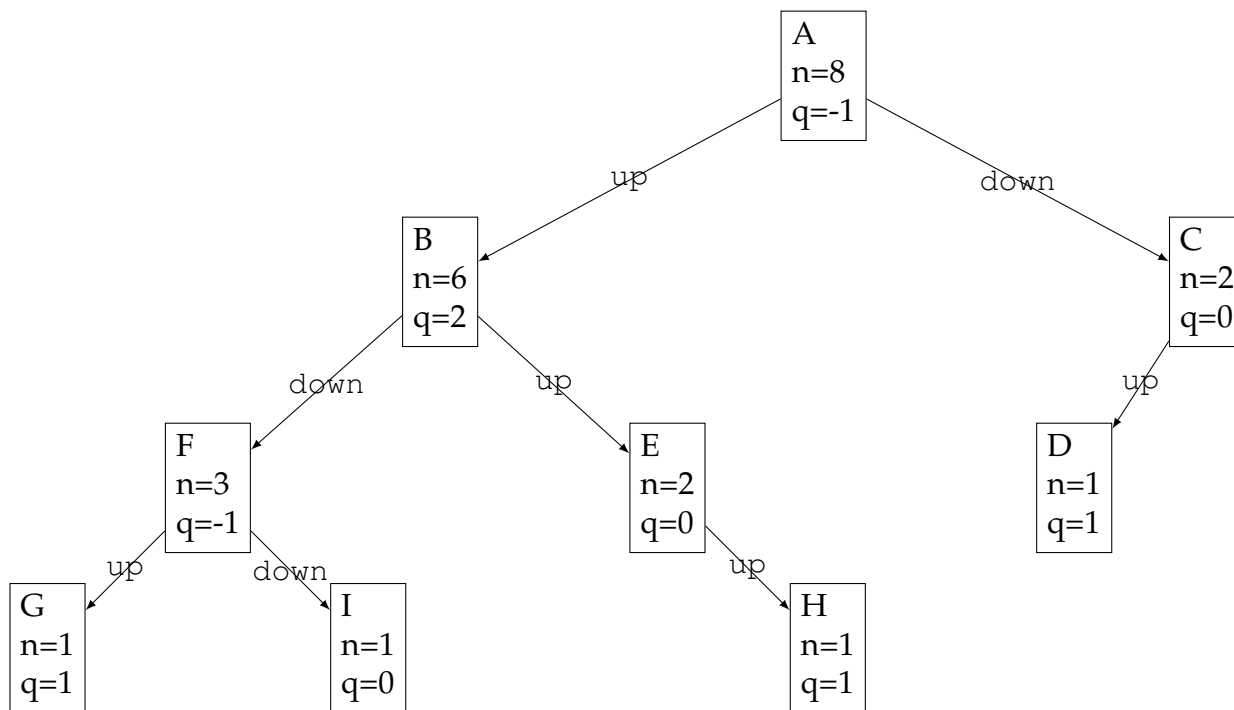 A
n=8
q=-1
up
down
B
n=6
q=2
C
n=2
q=0
down
up
up
F
n=3
q=-1
E
n=2
q=0
D
n=1
q=1
up
down
up
G
n=1
q=1
I
n=1
q=0
H
n=1
q=1